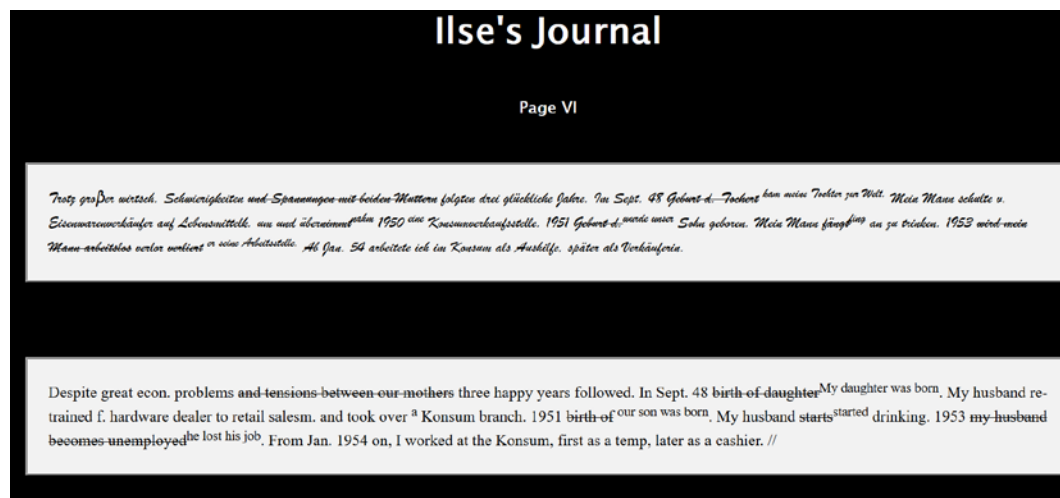 Ilse's Journal
Page VI
Trotz großer wirtsch. Schwierigkeiten und Spannungen mit beiden Muttern folgten drei glückliche Jahre. Im Sept. 48 Geburt d. Tochert kam meine Tochter zur Welt. Mein Mann schulte v.
Eisenwarenverkäufer auf Lebensmittelk. um und übernimmt nahm 1950 eine Konsumverkaufsstelle. 1951 Geburt d. wurde unser Sohn geboren. Mein Mann fängt fing an zu trinken. 1953 wird mein
Mann arbeitslos verlor verliert er seine Arbeitsstelle. Ab Jan. 54 arbeitete ich im Konsum als Aushilfe, später als Verkäuferin.
Despite great econ. problems and tensions between our mothers three happy years followed. In Sept. 48 birth of daughter My daughter was born. My husband re-
trained f. hardware dealer to retail salesm. and took over a Konsum branch. 1951 birth of our son was born. My husband starts started drinking. 1953 my husband
becomes unemployed he lost his job. From Jan. 1954 on, I worked at the Konsum, first as a temp, later as a cashier. //